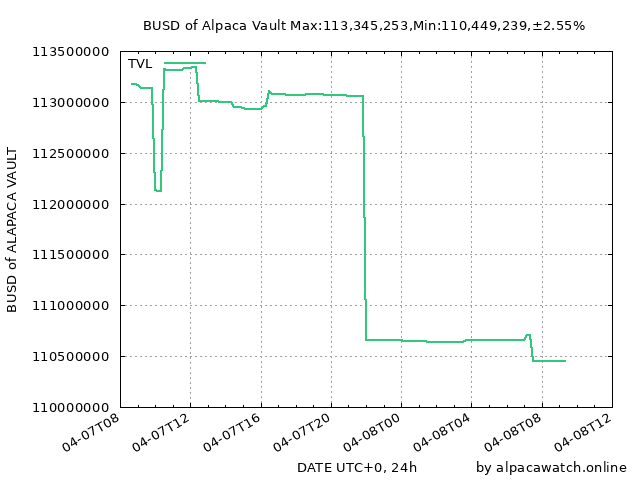 BUSD of Alpaca Vault Max:113,345,253,Min:110,449,239,±2.55%
TVL
113500000
113000000
112500000
112000000
111500000
111000000
110500000
110000000
BUSD of ALAPACA VAULT
04-07T08
04-07T12
04-07T16
04-07T20
04-08T00
04-08T04
04-08T08
04-08T12
DATE UTC+0, 24h
by alpacawatch.online